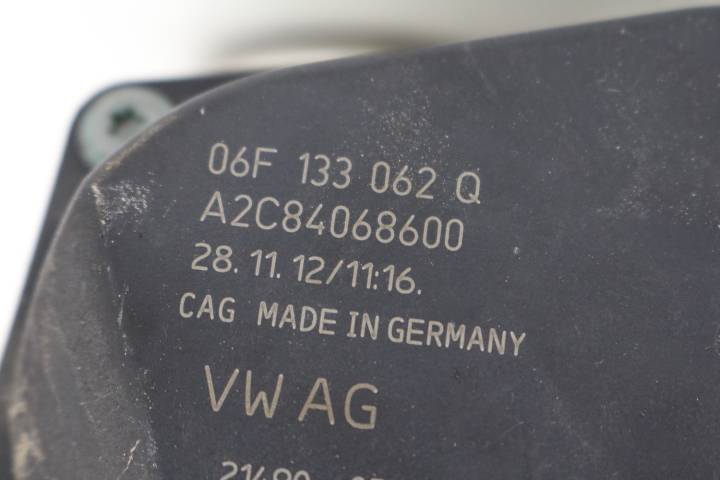 06F 133 062 Q
A2C84068600
28. 11. 12/11:16.
CAG MADE IN GERMANY
VW AG